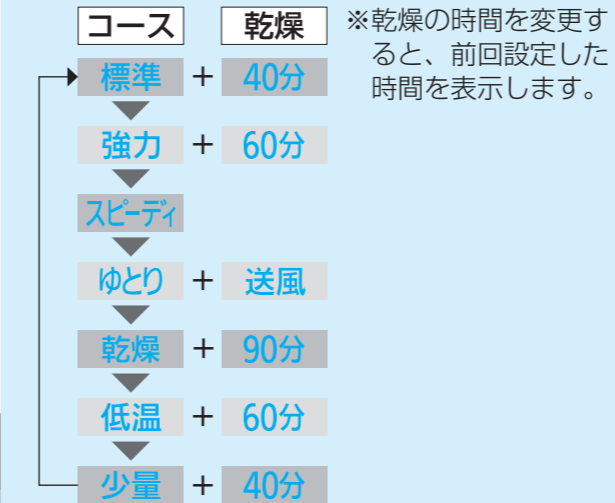 コース 乾燥
標準 + 40分
強力 + 60分
スピーディ
ゆとり + 送風
乾燥 + 90分
低温 + 60分
少量 + 40分
※乾燥の時間を変更す
ると、前回設定した
時間を表示します。